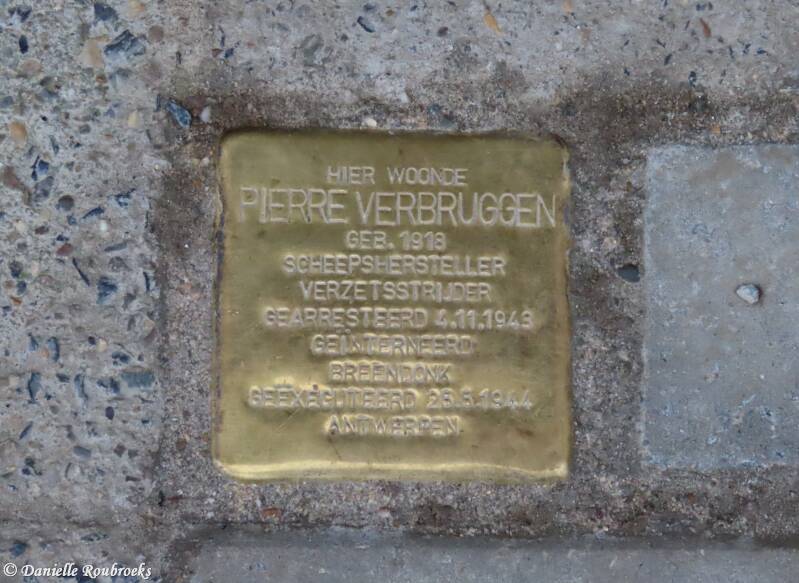 HIER WOONDE
PIERRE VERBRUGGEN
GEB. 1918
SCHEEPSHERSTELLER
VERZETSSTRIJDER
GEARRESTEERD 4.11.1943
GEÏNTERNEERD
BREENDONK
GEËXECUTEERD 25.5.1944
ANTWERPEN
© Danielle Roubroeks